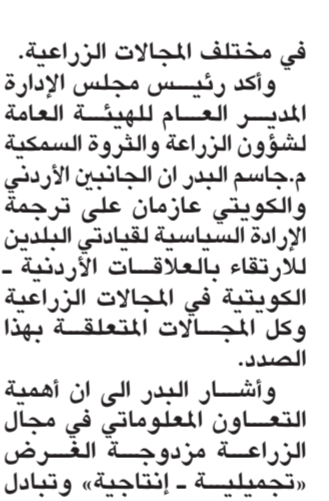 في مختلف المجالات الزراعية.
وأكد رئيس مجلس الإدارة
المدير العام للهيئة العامة
لشؤون الزراعة والثروة السمكية
م.جاسم البدر ان الجانبين الأردني
والكويتي عازمان على ترجمة
الإرادة السياسية لقيادتي البلدين
للارتقاء بالعلاقات الأردنية ـ
الكويتية في المجالات الزراعية
وكل المجالات المتعلقة بهذا
الصدد.
وأشار البدر الى ان أهمية
التعاون المعلوماتي في مجال
الزراعة مزدوجة الغرض
«تجميلية ـ إنتاجية» وتبادل